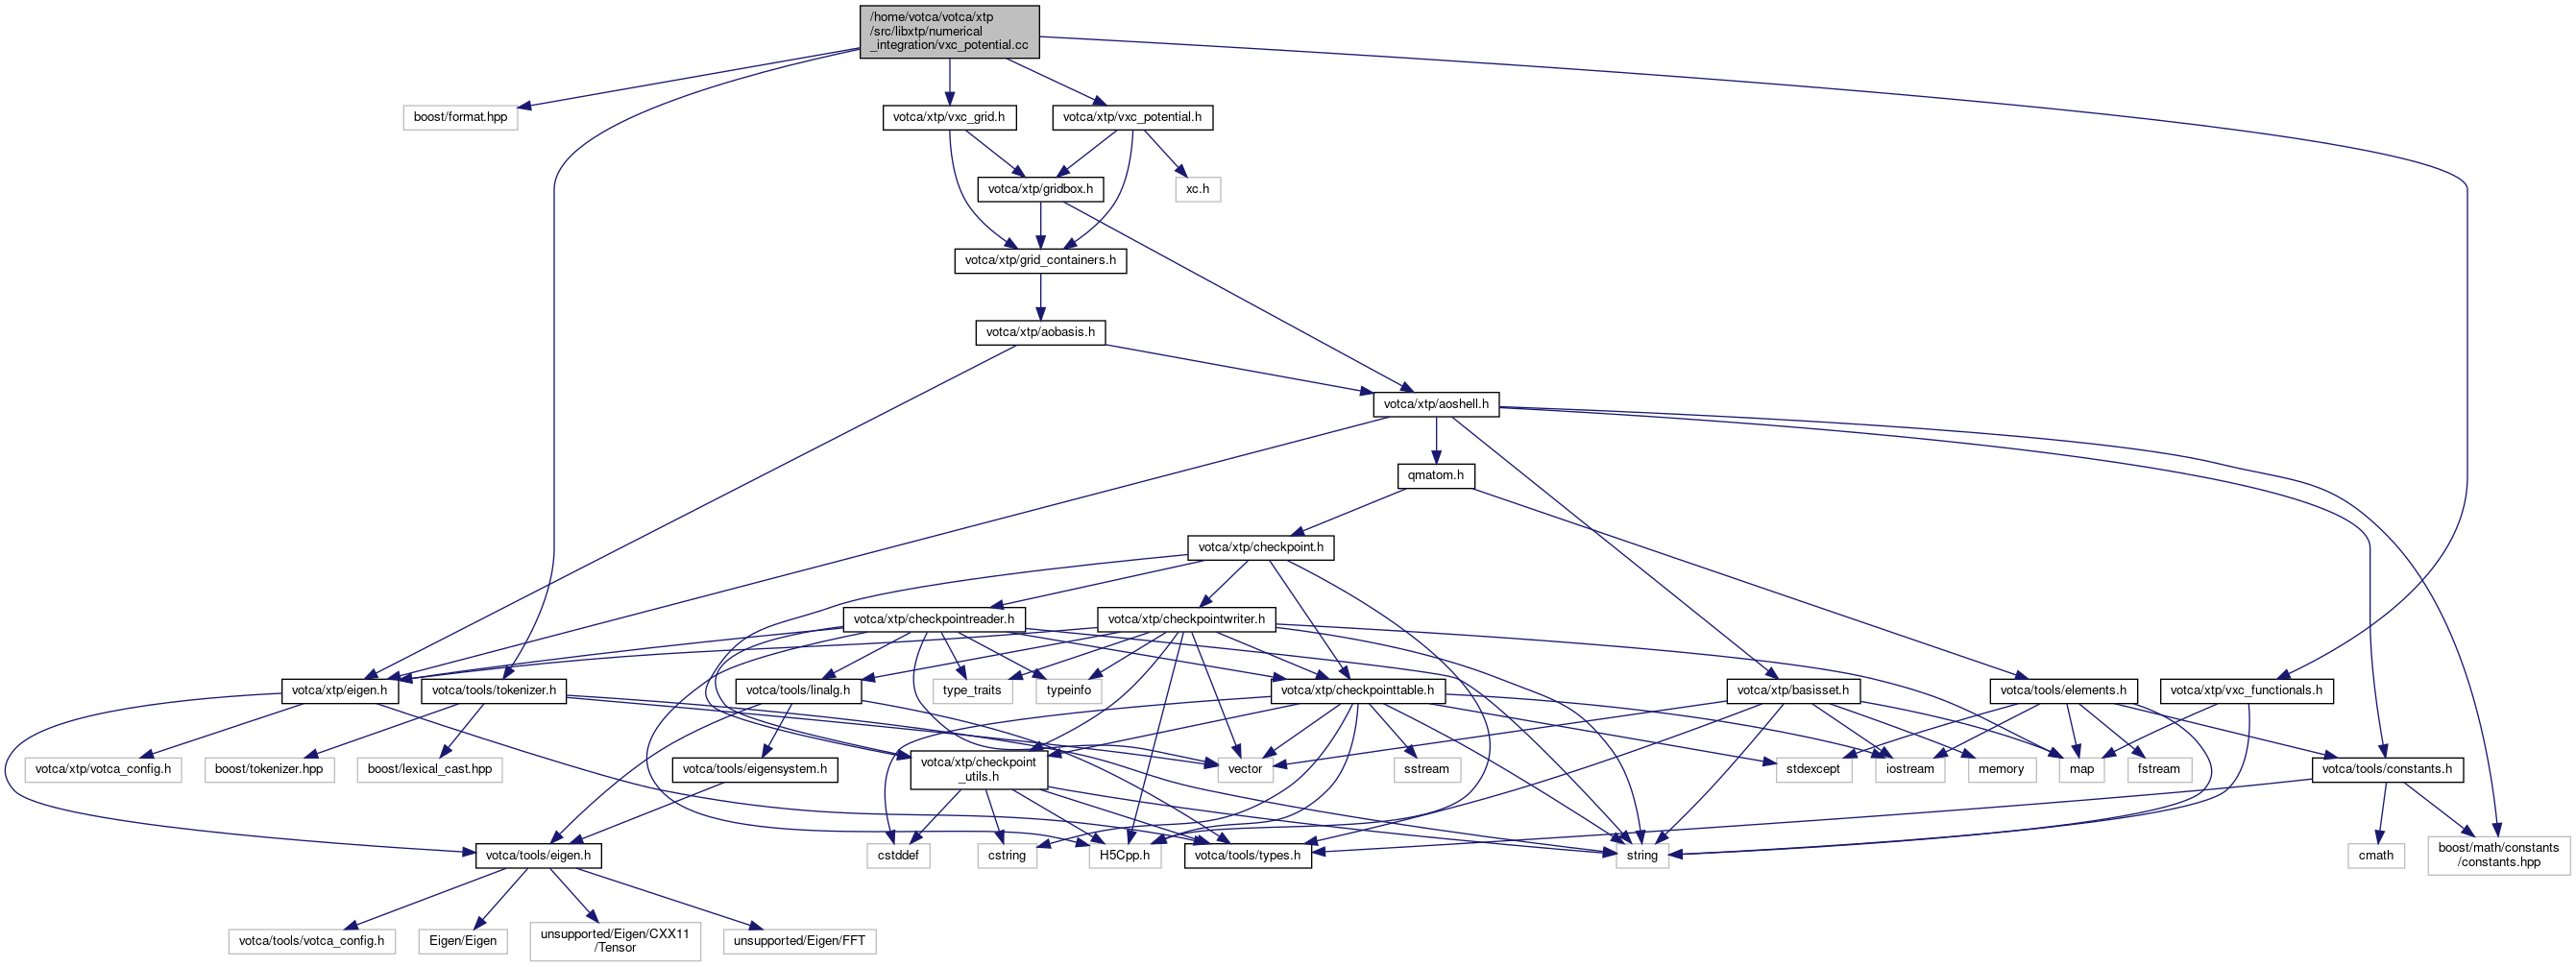 /home/votca/votca/xtp
/src/libxtp/numerical
_integration/vxc_potential.cc
boost/format.hpp
votca/xtp/vxc_grid.h
votca/xtp/vxc_potential.h
votca/xtp/gridbox.h
xc.h
votca/xtp/grid_containers.h
votca/xtp/aobasis.h
votca/xtp/aoshell.h
qmatom.h
votca/xtp/checkpoint.h
votca/xtp/checkpointreader.h
votca/xtp/checkpointwriter.h
votca/xtp/eigen.h
votca/tools/tokenizer.h
votca/tools/linalg.h
type_traits
typeinfo
votca/xtp/checkpointtable.h
votca/xtp/basisset.h
votca/tools/elements.h
votca/xtp/vxc_functionals.h
votca/xtp/votca_config.h
boost/tokenizer.hpp
boost/lexical_cast.hpp
votca/tools/eigensystem.h
votca/xtp/checkpoint
_utils.h
vector
sstream
stdexcept
iostream
memory
map
fstream
votca/tools/constants.h
votca/tools/eigen.h
cstddef
cstring
H5Cpp.h
votca/tools/types.h
string
cmath
boost/math/constants
/constants.hpp
votca/tools/votca_config.h
Eigen/Eigen
unsupported/Eigen/CXX11
/Tensor
unsupported/Eigen/FFT